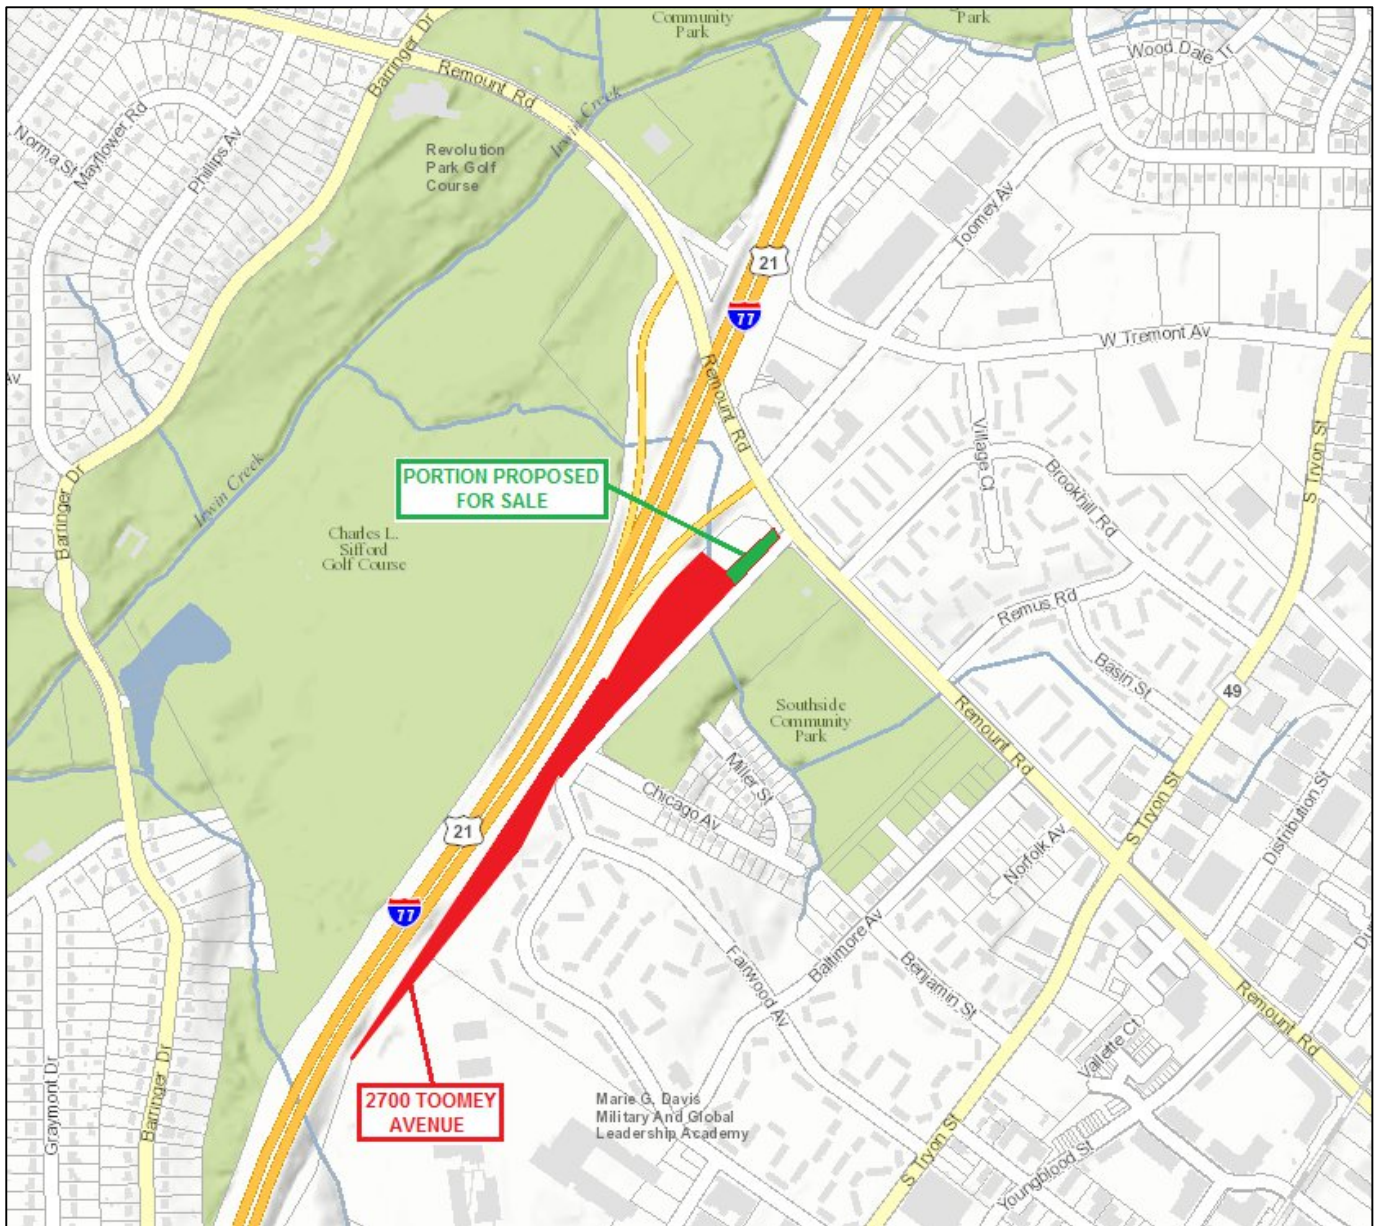 Community
Park
Park
Wood Dale Tr
Barringer Dr
Remount Rd
Irwin Creek
Mayflower Rd
Norma St
Phillips Av
Revolution
Park Golf
Course
Toomey Av
21
77
W Tremont Av
Remount Rd
Av
S Tryon St
Village Ct
Brookhill Rd
PORTION PROPOSED
FOR SALE
Irwin Creek
Barringer Dr
Charles L.
Sifford
Golf Course
Remus Rd
Basin St
49
Southside
Community
Park
Remount Rd
Miller St
Chicago Av
21
S Tryon St
Distribution St
Norfolk Av
77
Baltimore Av
Fairwood Av
Benjamin St
Remount Rd
Vallette Ct
Graymont Dr
Barringer Dr
2700 TOOMEY
AVENUE
Marie G. Davis
Military And Global
Leadership Academy
S Tryon St
Youngblood St